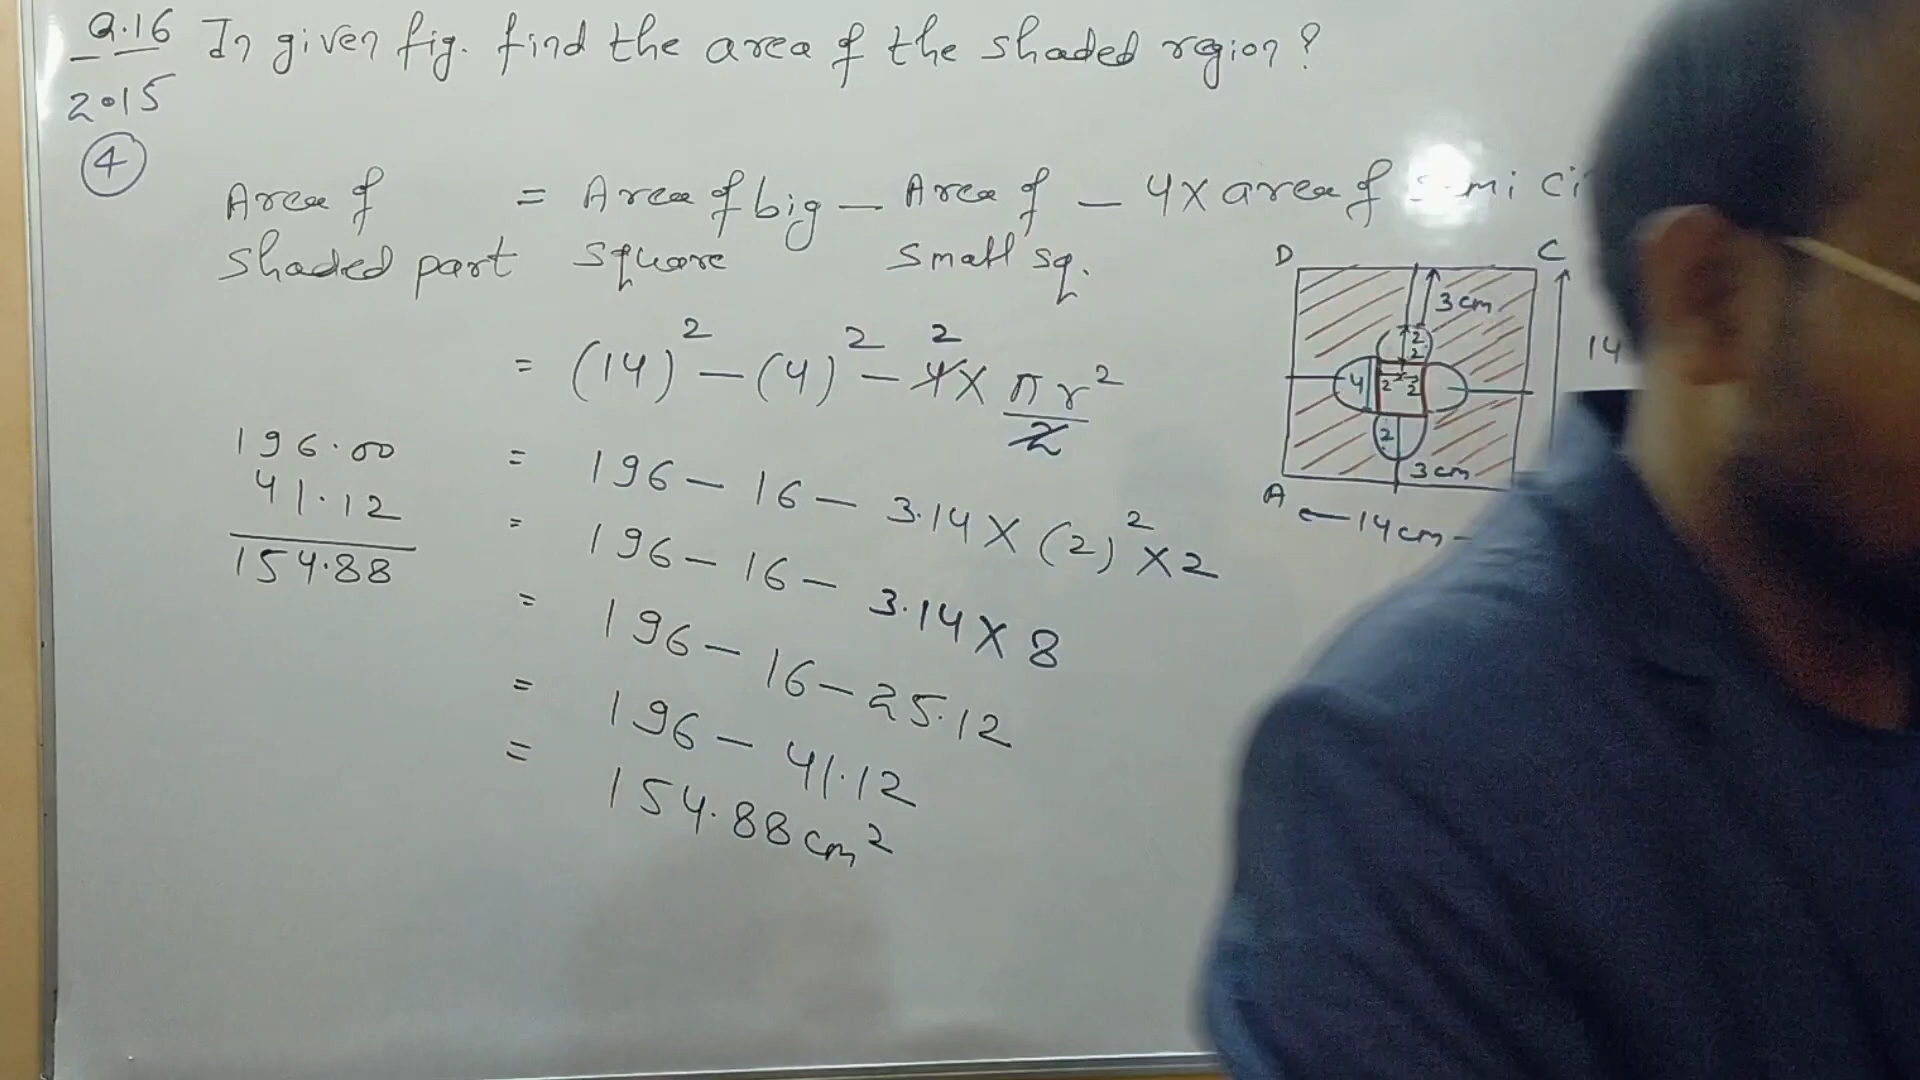 Q.16 In given fig. find the area of the shaded region?
2015
4
Area of = Area of big - Area of - 4 x area of
shaded part square small sq.
= (14)² - (4)² - 4² x πr²/2
= 196 - 16 - 3.14 x (2)² x 2
= 196 - 16 - 3.14 x 8
= 196 - 16 - 25.12
= 196 - 41.12
= 154.88 cm²
196.00
41.12
154.88
D C
3 cm
2
2
14
4 2 2
2
3 cm
A
14 cm